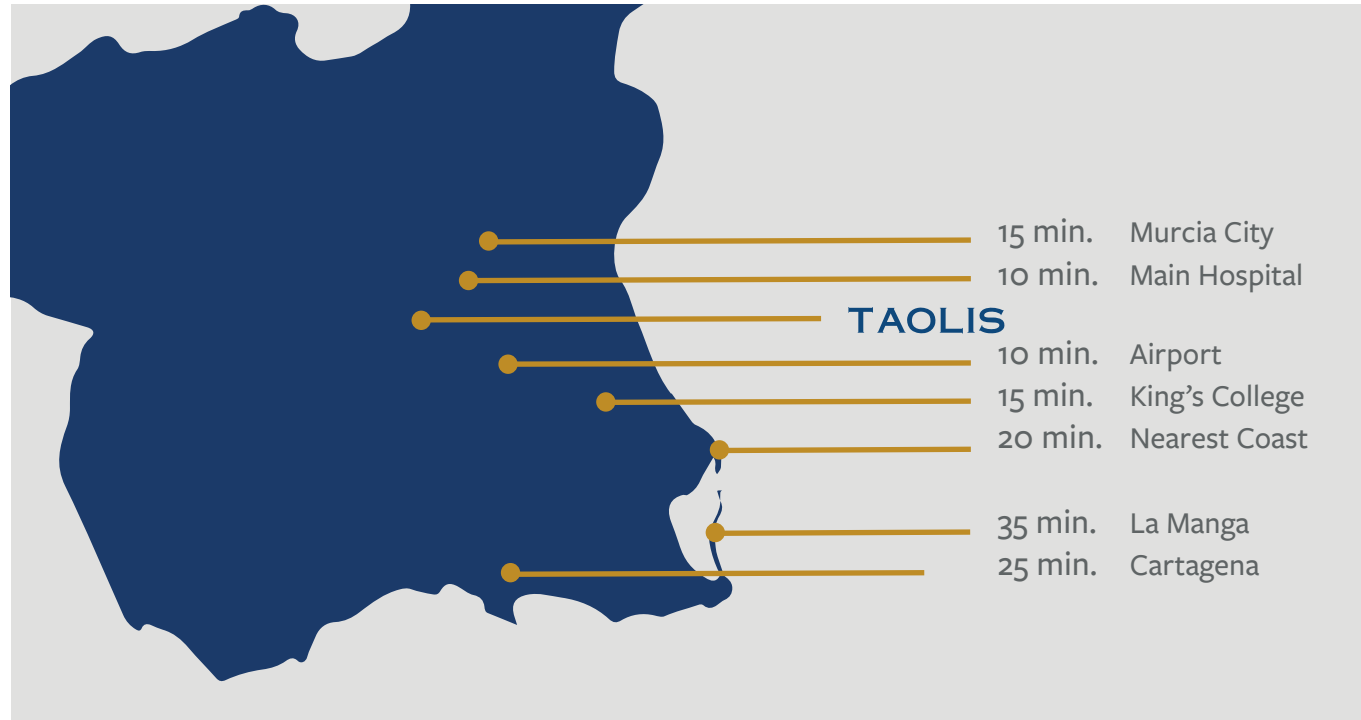 15 min. Murcia City
10 min. Main Hospital
TAOLIS
10 min. Airport
15 min. King’s College
20 min. Nearest Coast
35 min. La Manga
25 min. Cartagena